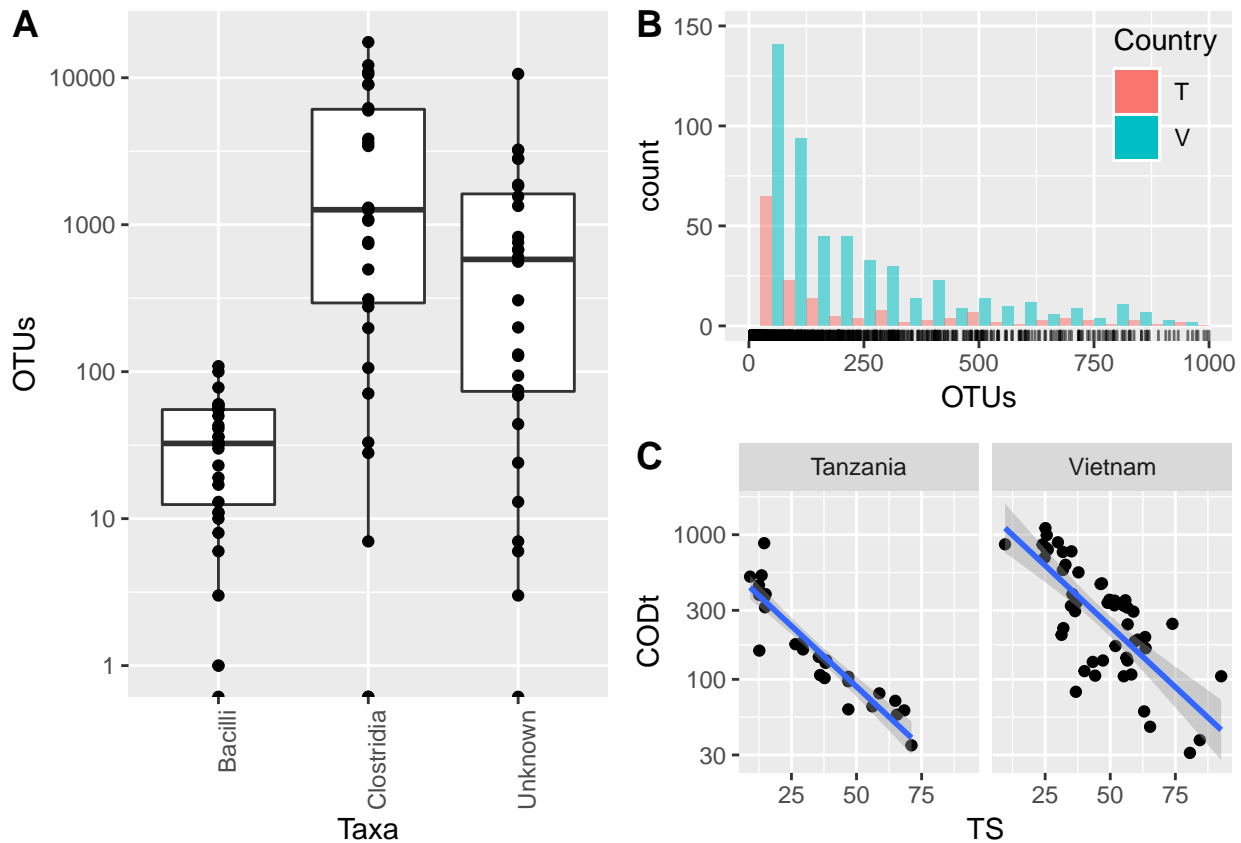 A
OTUs
10000
1000
100
10
1
Bacilli
Clostridia
Unknown
Taxa
B
count
150
100
50
0
0 250 500 750 1000
OTUs
Country
T
V
C
Tanzania Vietnam
CODt
1000
300
100
30
25 50 75 25 50 75
TS